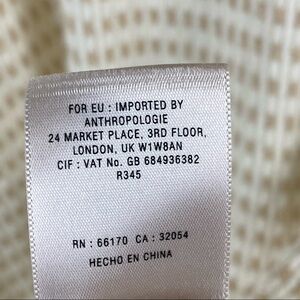 FOR EU : IMPORTED BY
ANTHROPOLOGIE
24 MARKET PLACE, 3RD FLOOR,
LONDON, UK W1W8AN
CIF : VAT No. GB 684936382
R345
RN : 66170 CA : 32054
HECHO EN CHINA